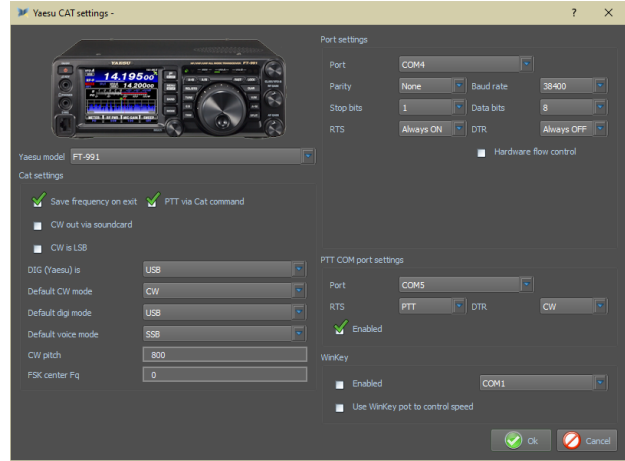 Yaesu CAT settings -
Port settings
YAESU
FT-991
14.19500
14.20000
Port COM4
Parity None Baud rate 38400
Stop bits 1 Data bits 8
RTS Always ON DTR Always OFF
Hardware flow control
Yaesu model FT-991
Cat settings
Save frequency on exit PTT via Cat command
CW out via soundcard
CW is LSB
DIG (Yaesu) is USB
Default CW mode CW
Default digi mode USB
Default voice mode SSB
CW pitch 800
FSK center Fq 0
PTT COM port settings
Port COM5
RTS PTT DTR CW
Enabled
WinKey
Enabled COM1
Use WinKey pot to control speed
Ok Cancel